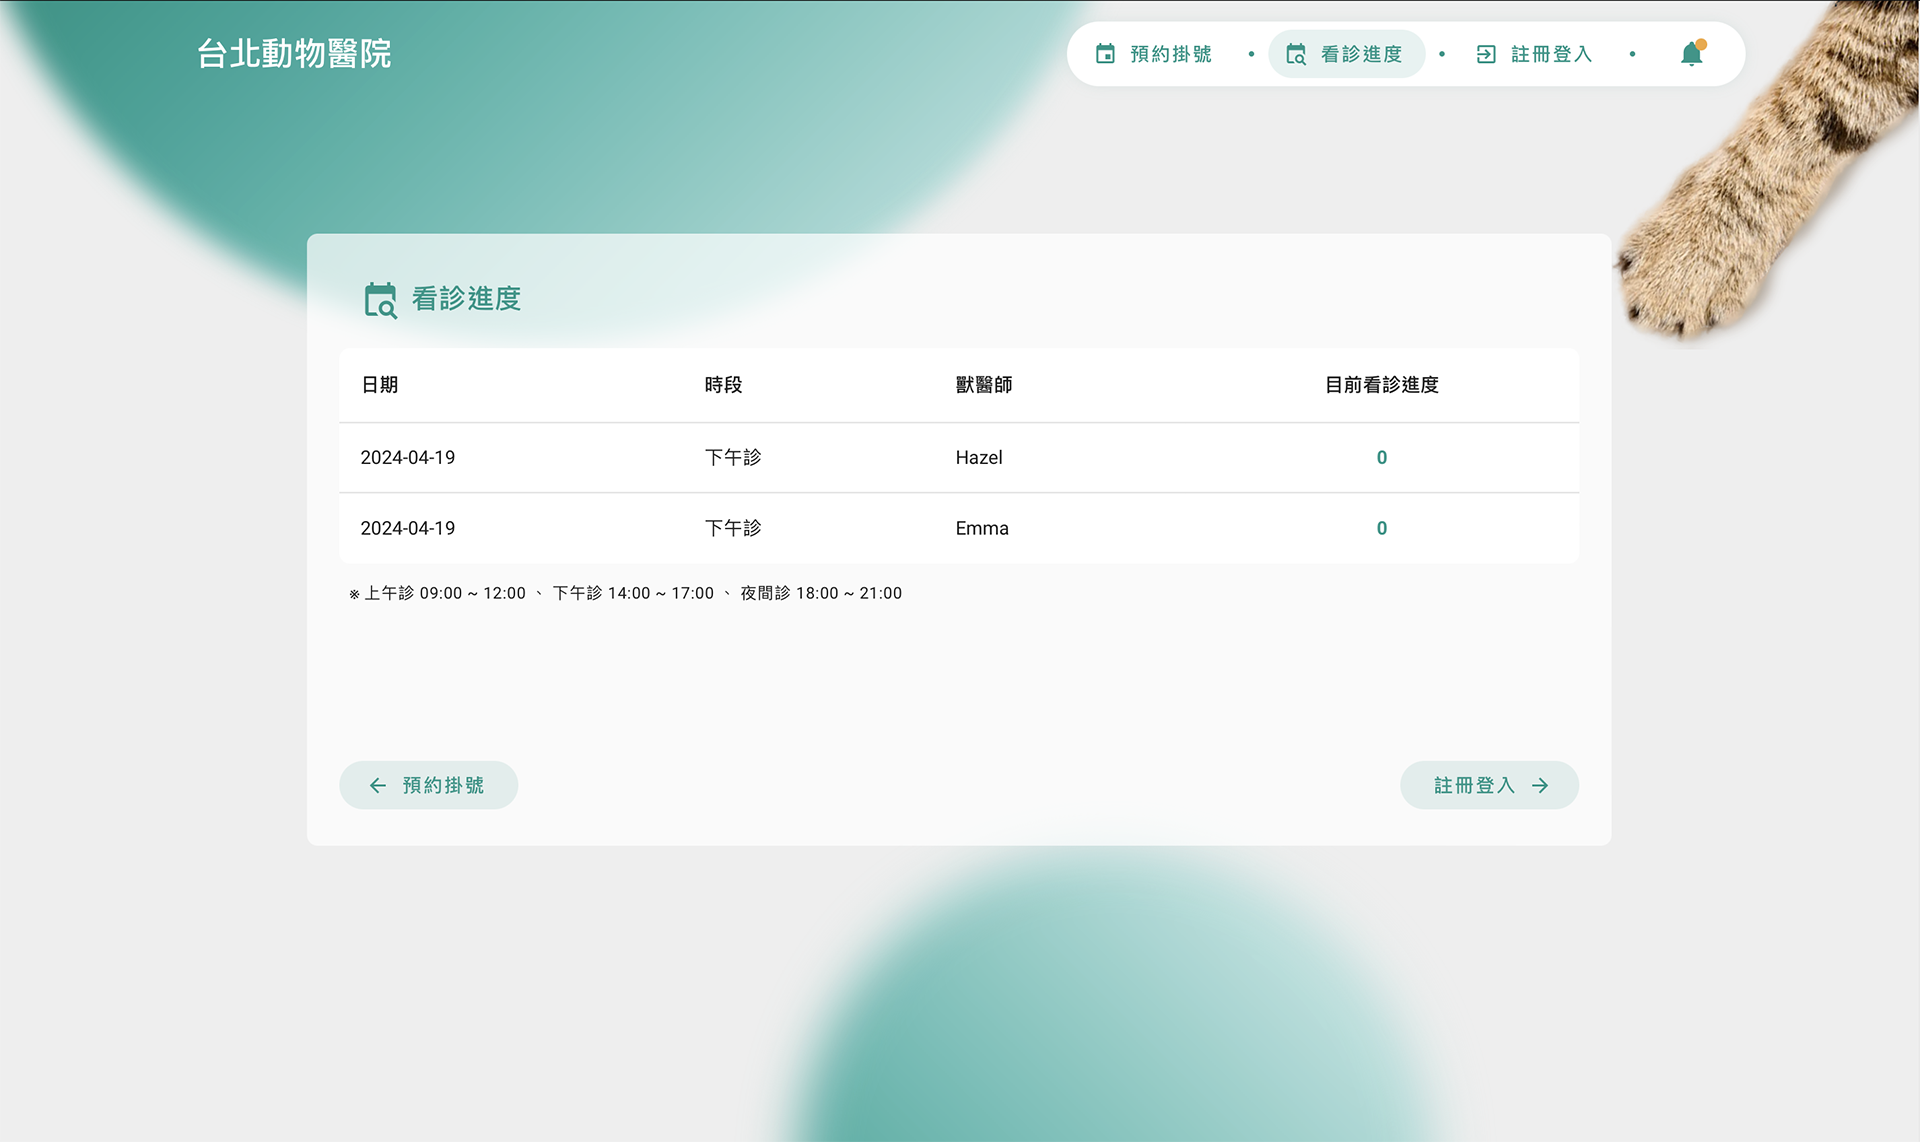 台北動物醫院
預約掛號 • 看診進度 • 註冊登入 •
看診進度
日期 時段 獸醫師 目前看診進度
2024-04-19 下午診 Hazel 0
2024-04-19 下午診 Emma 0
※ 上午診 09:00 ~ 12:00 、 下午診 14:00 ~ 17:00 、 夜間診 18:00 ~ 21:00
← 預約掛號
註冊登入 →